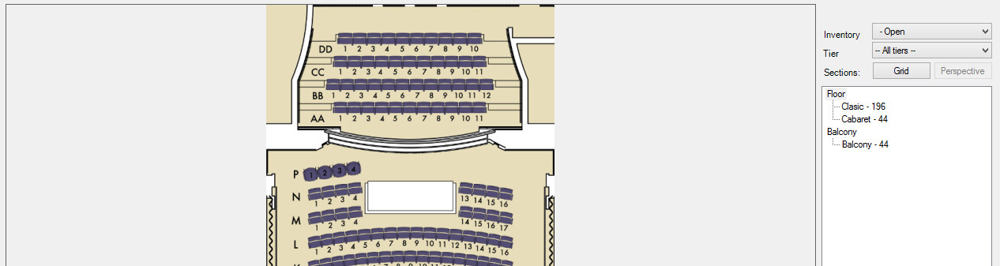 Inventory - Open
Tier -- All tiers --
Sections: Grid Perspective
Floor
Clasic - 196
Cabaret - 44
Balcony
Balcony - 44
DD 1 2 3 4 5 6 7 8 9 10
CC 1 2 3 4 5 6 7 8 9 10 11
BB 1 2 3 4 5 6 7 8 9 10 11 12
AA 1 2 3 4 5 6 7 8 9 10 11
P 1 2 3 4
N 1 2 3 4 13 14 15 16
M 1 2 3 4 14 15 16 17
L 1 2 3 4 5 6 7 8 9 10 11 12 13 14 15 16